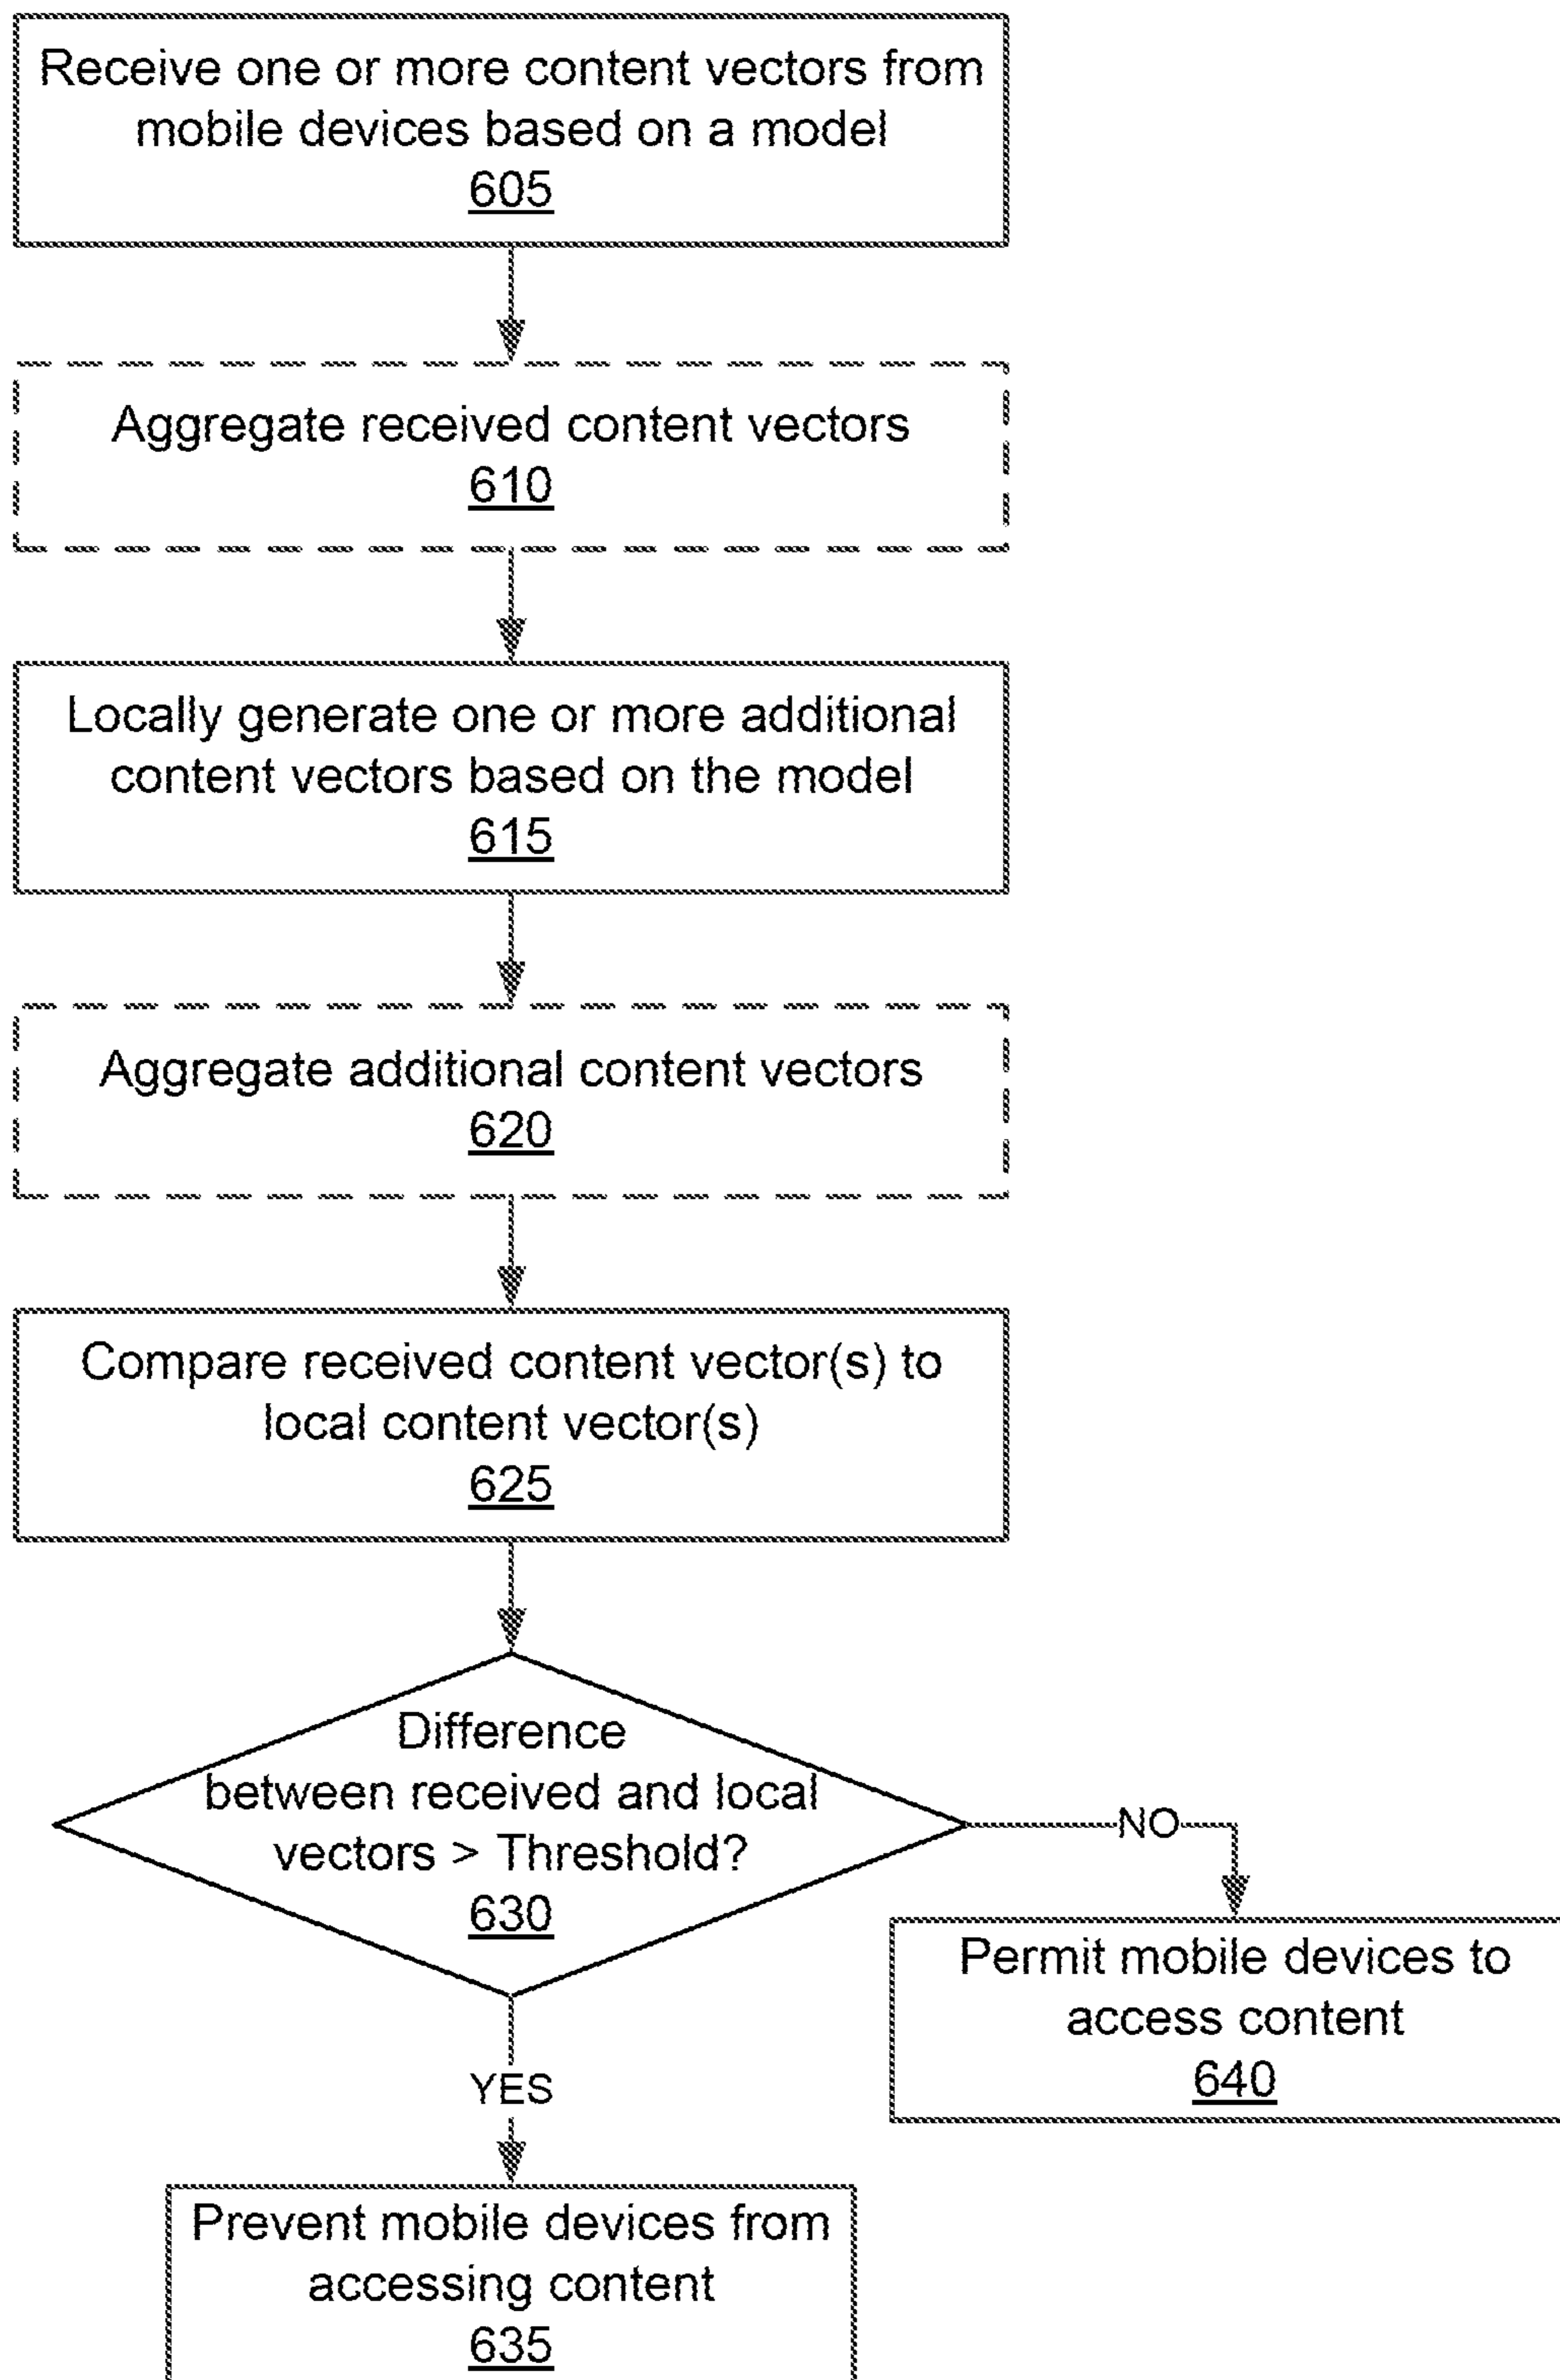 Receive one or more content vectors from
mobile devices based on a model
605
Aggregate received content vectors
610
Locally generate one or more additional
content vectors based on the model
615
Aggregate additional content vectors
620
Compare received content vector(s) to
local content vector(s)
625
Difference
between received and local
vectors > Threshold?
630
NO
Permit mobile devices to
access content
640
YES
Prevent mobile devices from
accessing content
635